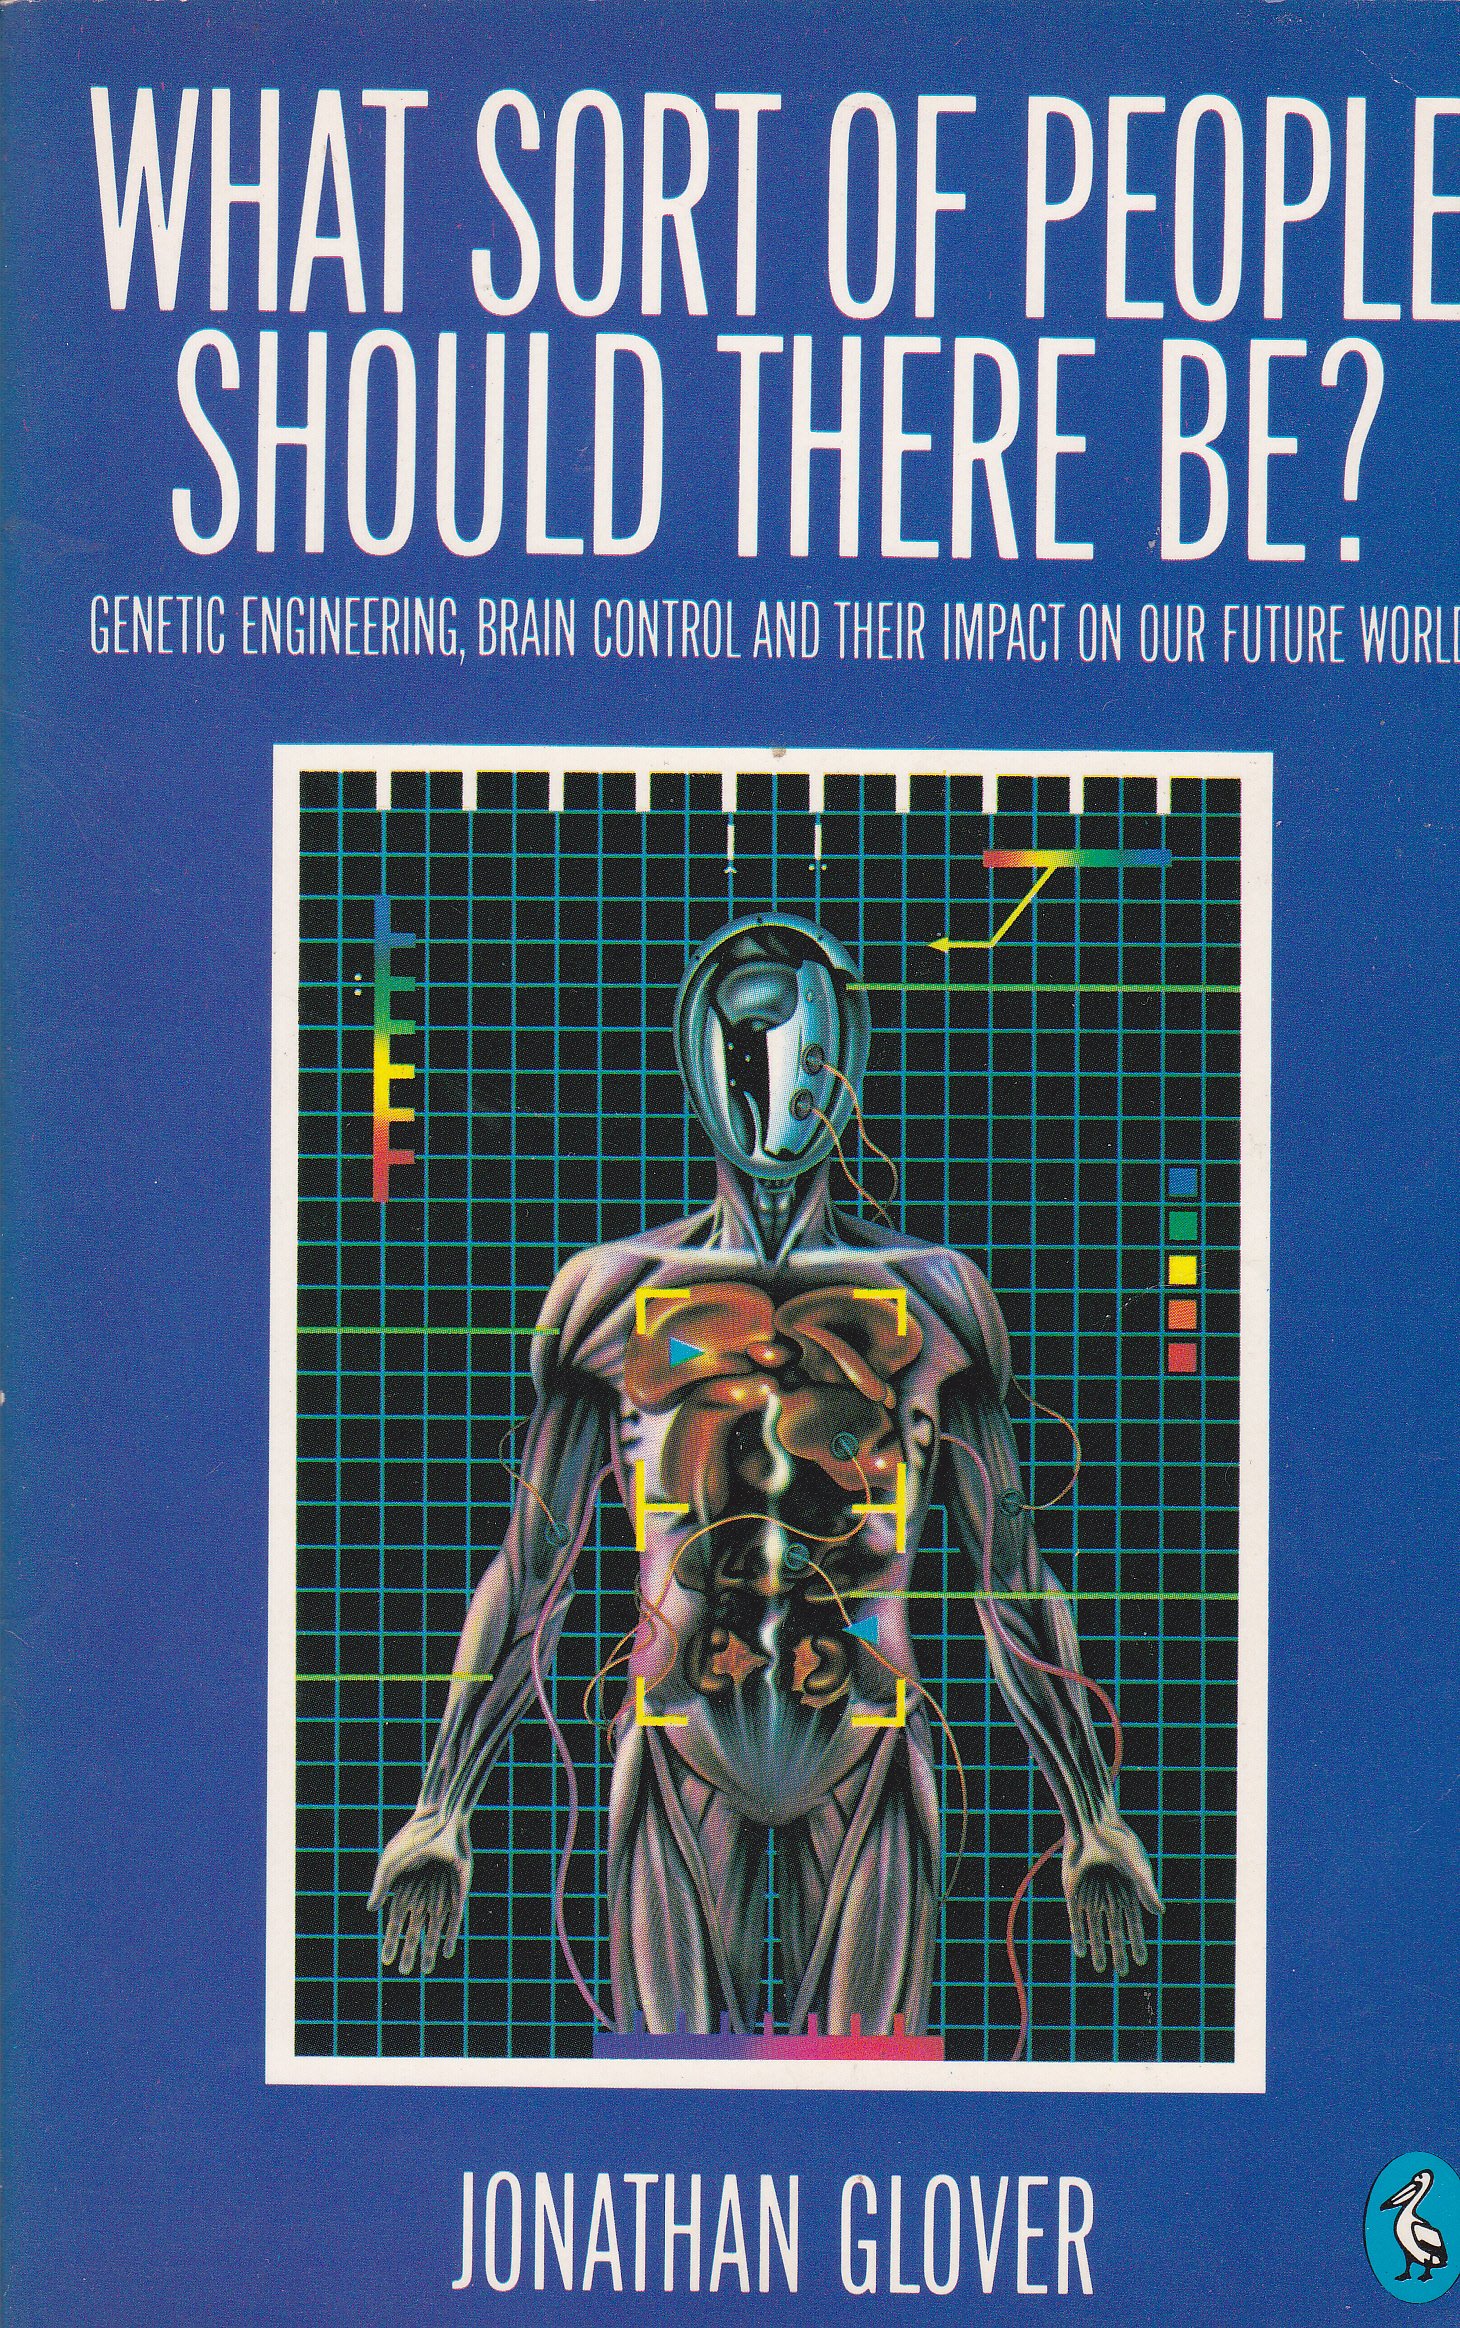 WHAT SORT OF PEOPLE
SHOULD THERE BE?
GENETIC ENGINEERING, BRAIN CONTROL AND THEIR IMPACT ON OUR FUTURE WORLD
JONATHAN GLOVER